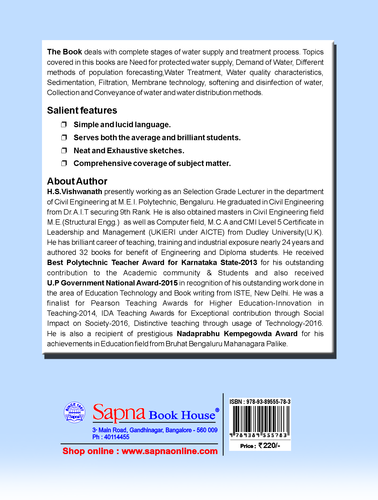 The Book deals with complete stages of water supply and treatment process. Topics
covered in this books are Need for protected water supply, Demand of Water, Different
methods of population forecasting,Water Treatment, Water quality characteristics,
Sedimentation, Filtration, Membrane technology, softening and disinfection of water,
Collection and Conveyance of water and water distribution methods.
Salient features
❐ Simple and lucid language.
❐ Serves both the average and brilliant students.
❐ Neat and Exhaustive sketches.
❐ Comprehensive coverage of subject matter.
About Author
H.S.Vishwanath presently working as an Selection Grade Lecturer in the department
of Civil Engineering at M.E.I. Polytechnic, Bengaluru. He graduated in Civil Engineering
from Dr.A.I.T securing 9th Rank. He is also obtained masters in Civil Engineering field
M.E.(Structural Engg.) as well as Computer field, M.C.A and CMI Level 5 Certificate in
Leadership and Management (UKIERI under AICTE) from Dudley University(U.K).
He has brilliant career of teaching, training and industrial exposure nearly 24 years and
authored 32 books for benefit of Engineering and Diploma students. He received
Best Polytechnic Teacher Award for Karnataka State-2013 for his outstanding
contribution to the Academic community & Students and also received
U.P Government National Award-2015 in recognition of his outstanding work done in
the area of Education Technology and Book writing from ISTE, New Delhi. He was a
finalist for Pearson Teaching Awards for Higher Education-Innovation in
Teaching-2014, IDA Teaching Awards for Exceptional contribution through Social
Impact on Society-2016, Distinctive teaching through usage of Technology-2016.
He is also a recipient of prestigious Nadaprabhu Kempegowda Award for his
achievements in Education field from Bruhat Bengaluru Mahanagara Palike.
Sapna Book House®
3rd Main Road, Gandhinagar, Bangalore - 560 009
Ph : 40114455
Shop online : www.sapnaonline.com
ISBN : 978-93-89555-78-3
9789389555783
Price : ₹ 220/-